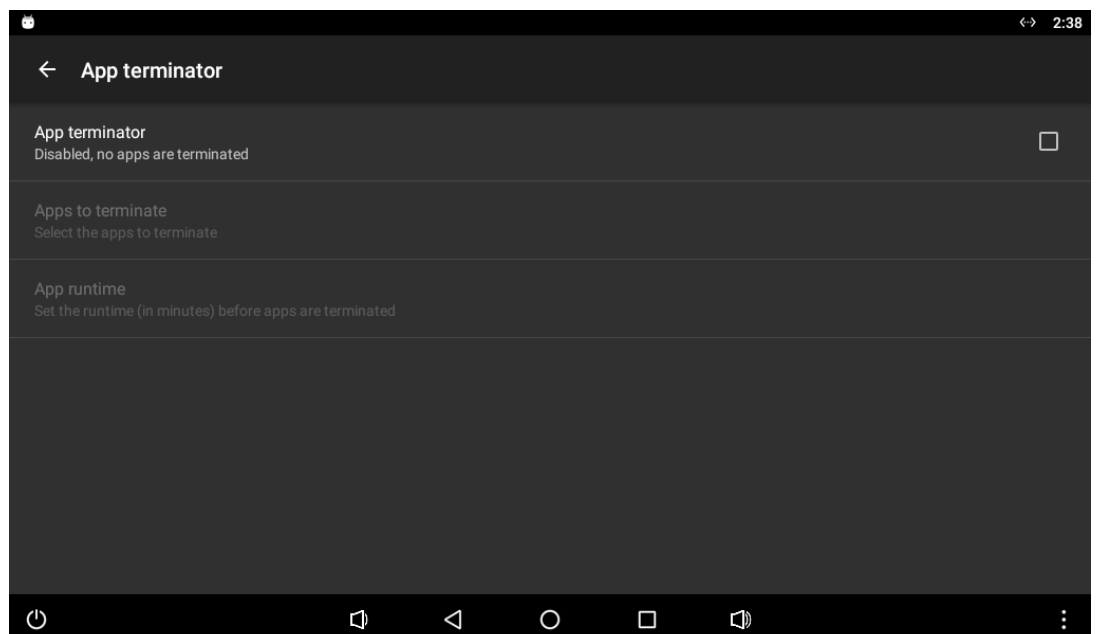 2:38
App terminator
App terminator
Disabled, no apps are terminated
Apps to terminate
Select the apps to terminate
App runtime
Set the runtime (in minutes) before apps are terminated